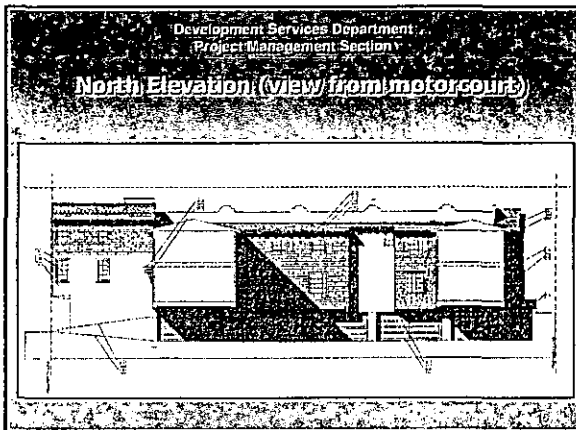 Development Services Department
Project Management Section
North Elevation (view from motorcourt)